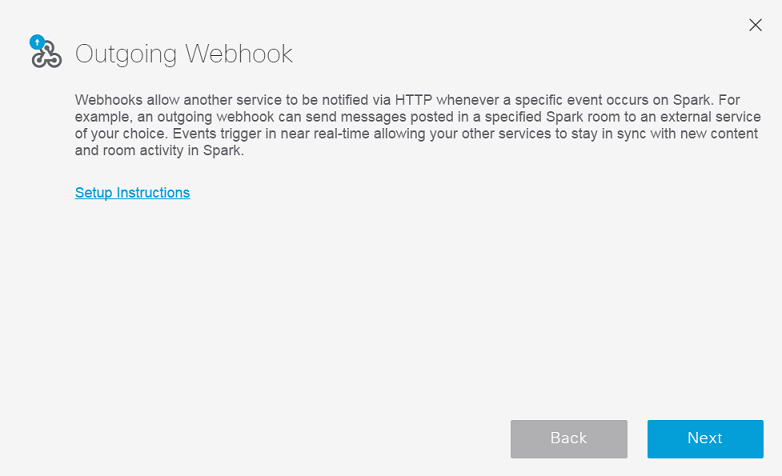 Outgoing Webhook
Webhooks allow another service to be notified via HTTP whenever a specific event occurs on Spark. For
example, an outgoing webhook can send messages posted in a specified Spark room to an external service
of your choice. Events trigger in near real-time allowing your other services to stay in sync with new content
and room activity in Spark.
Setup Instructions
Back
Next